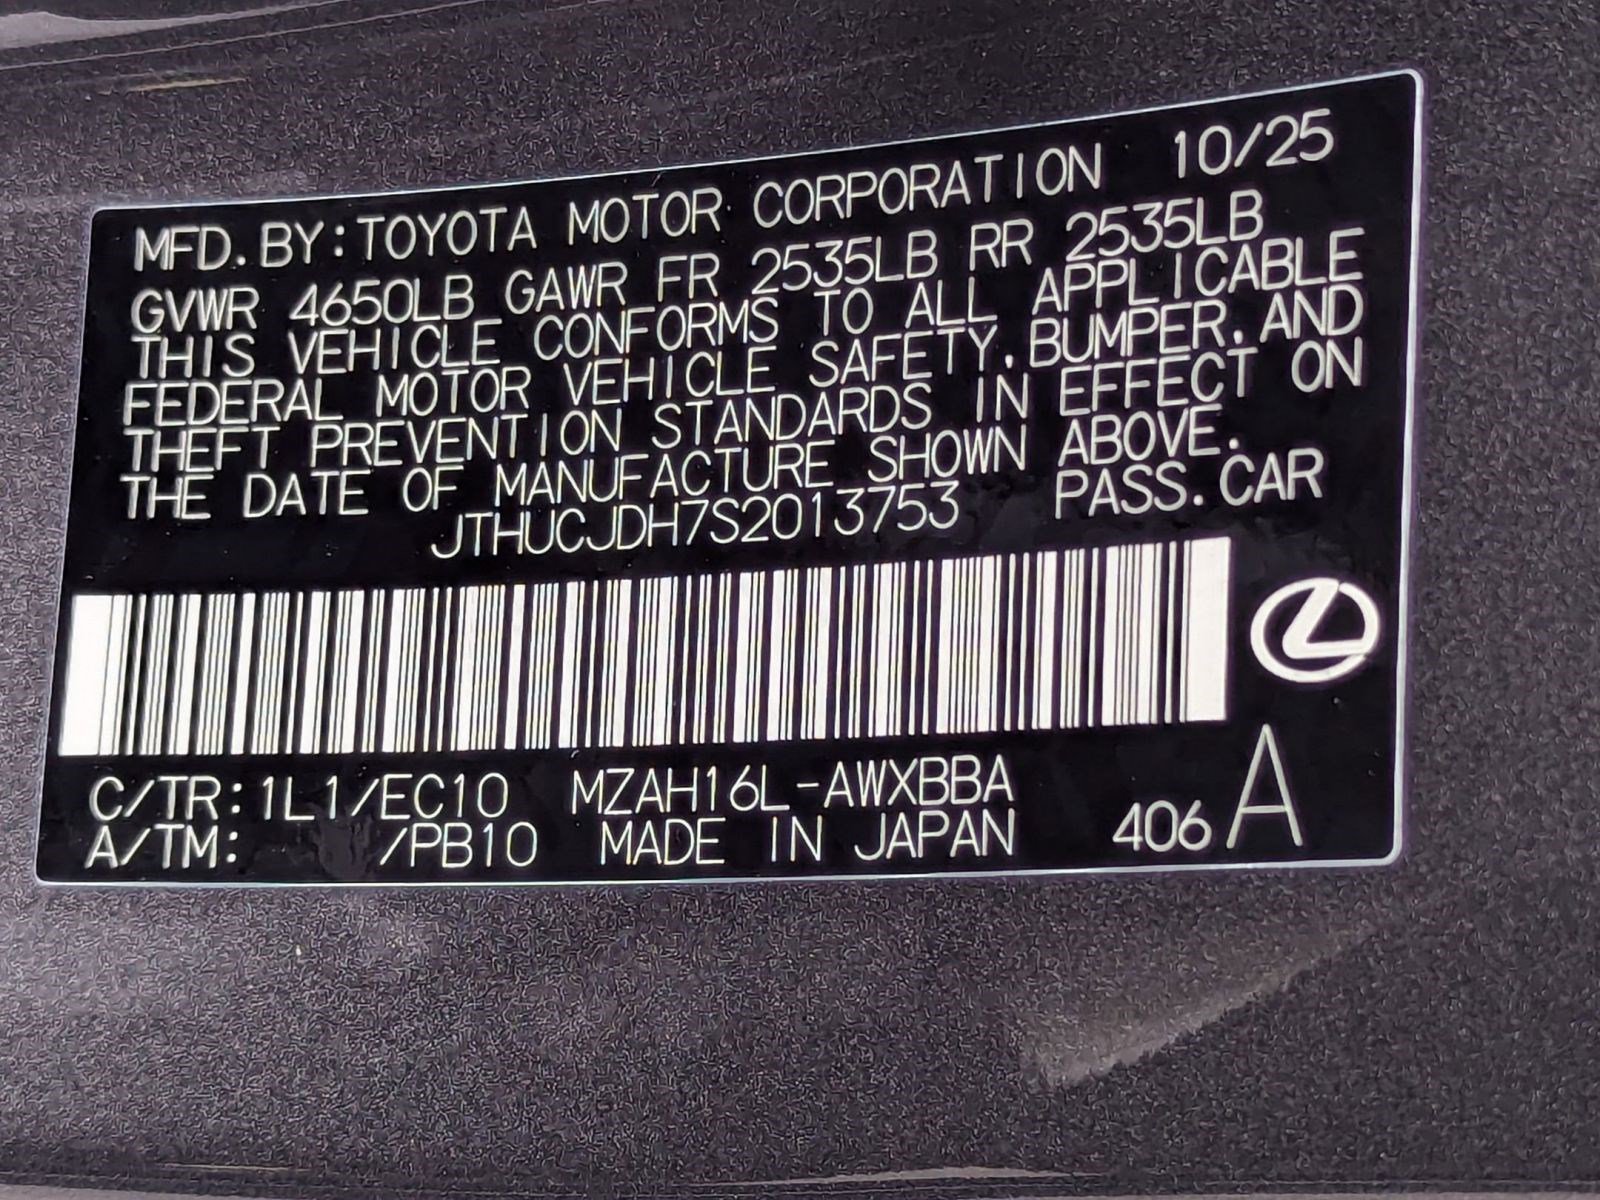 MFD. BY: TOYOTA MOTOR CORPORATION 10/25
GVWR 4650LB GAWR FR 2535LB RR 2535LB
THIS VEHICLE CONFORMS TO ALL APPLICABLE
FEDERAL MOTOR VEHICLE SAFETY, BUMPER, AND
THEFT PREVENTION STANDARDS IN EFFECT ON
THE DATE OF MANUFACTURE SHOWN ABOVE.
JTHUCJDH7S2013753 PASS. CAR
C/TR: 1L1/EC10 MZAH16L-AWXBBA
A/TM: /PB10 MADE IN JAPAN 406 A